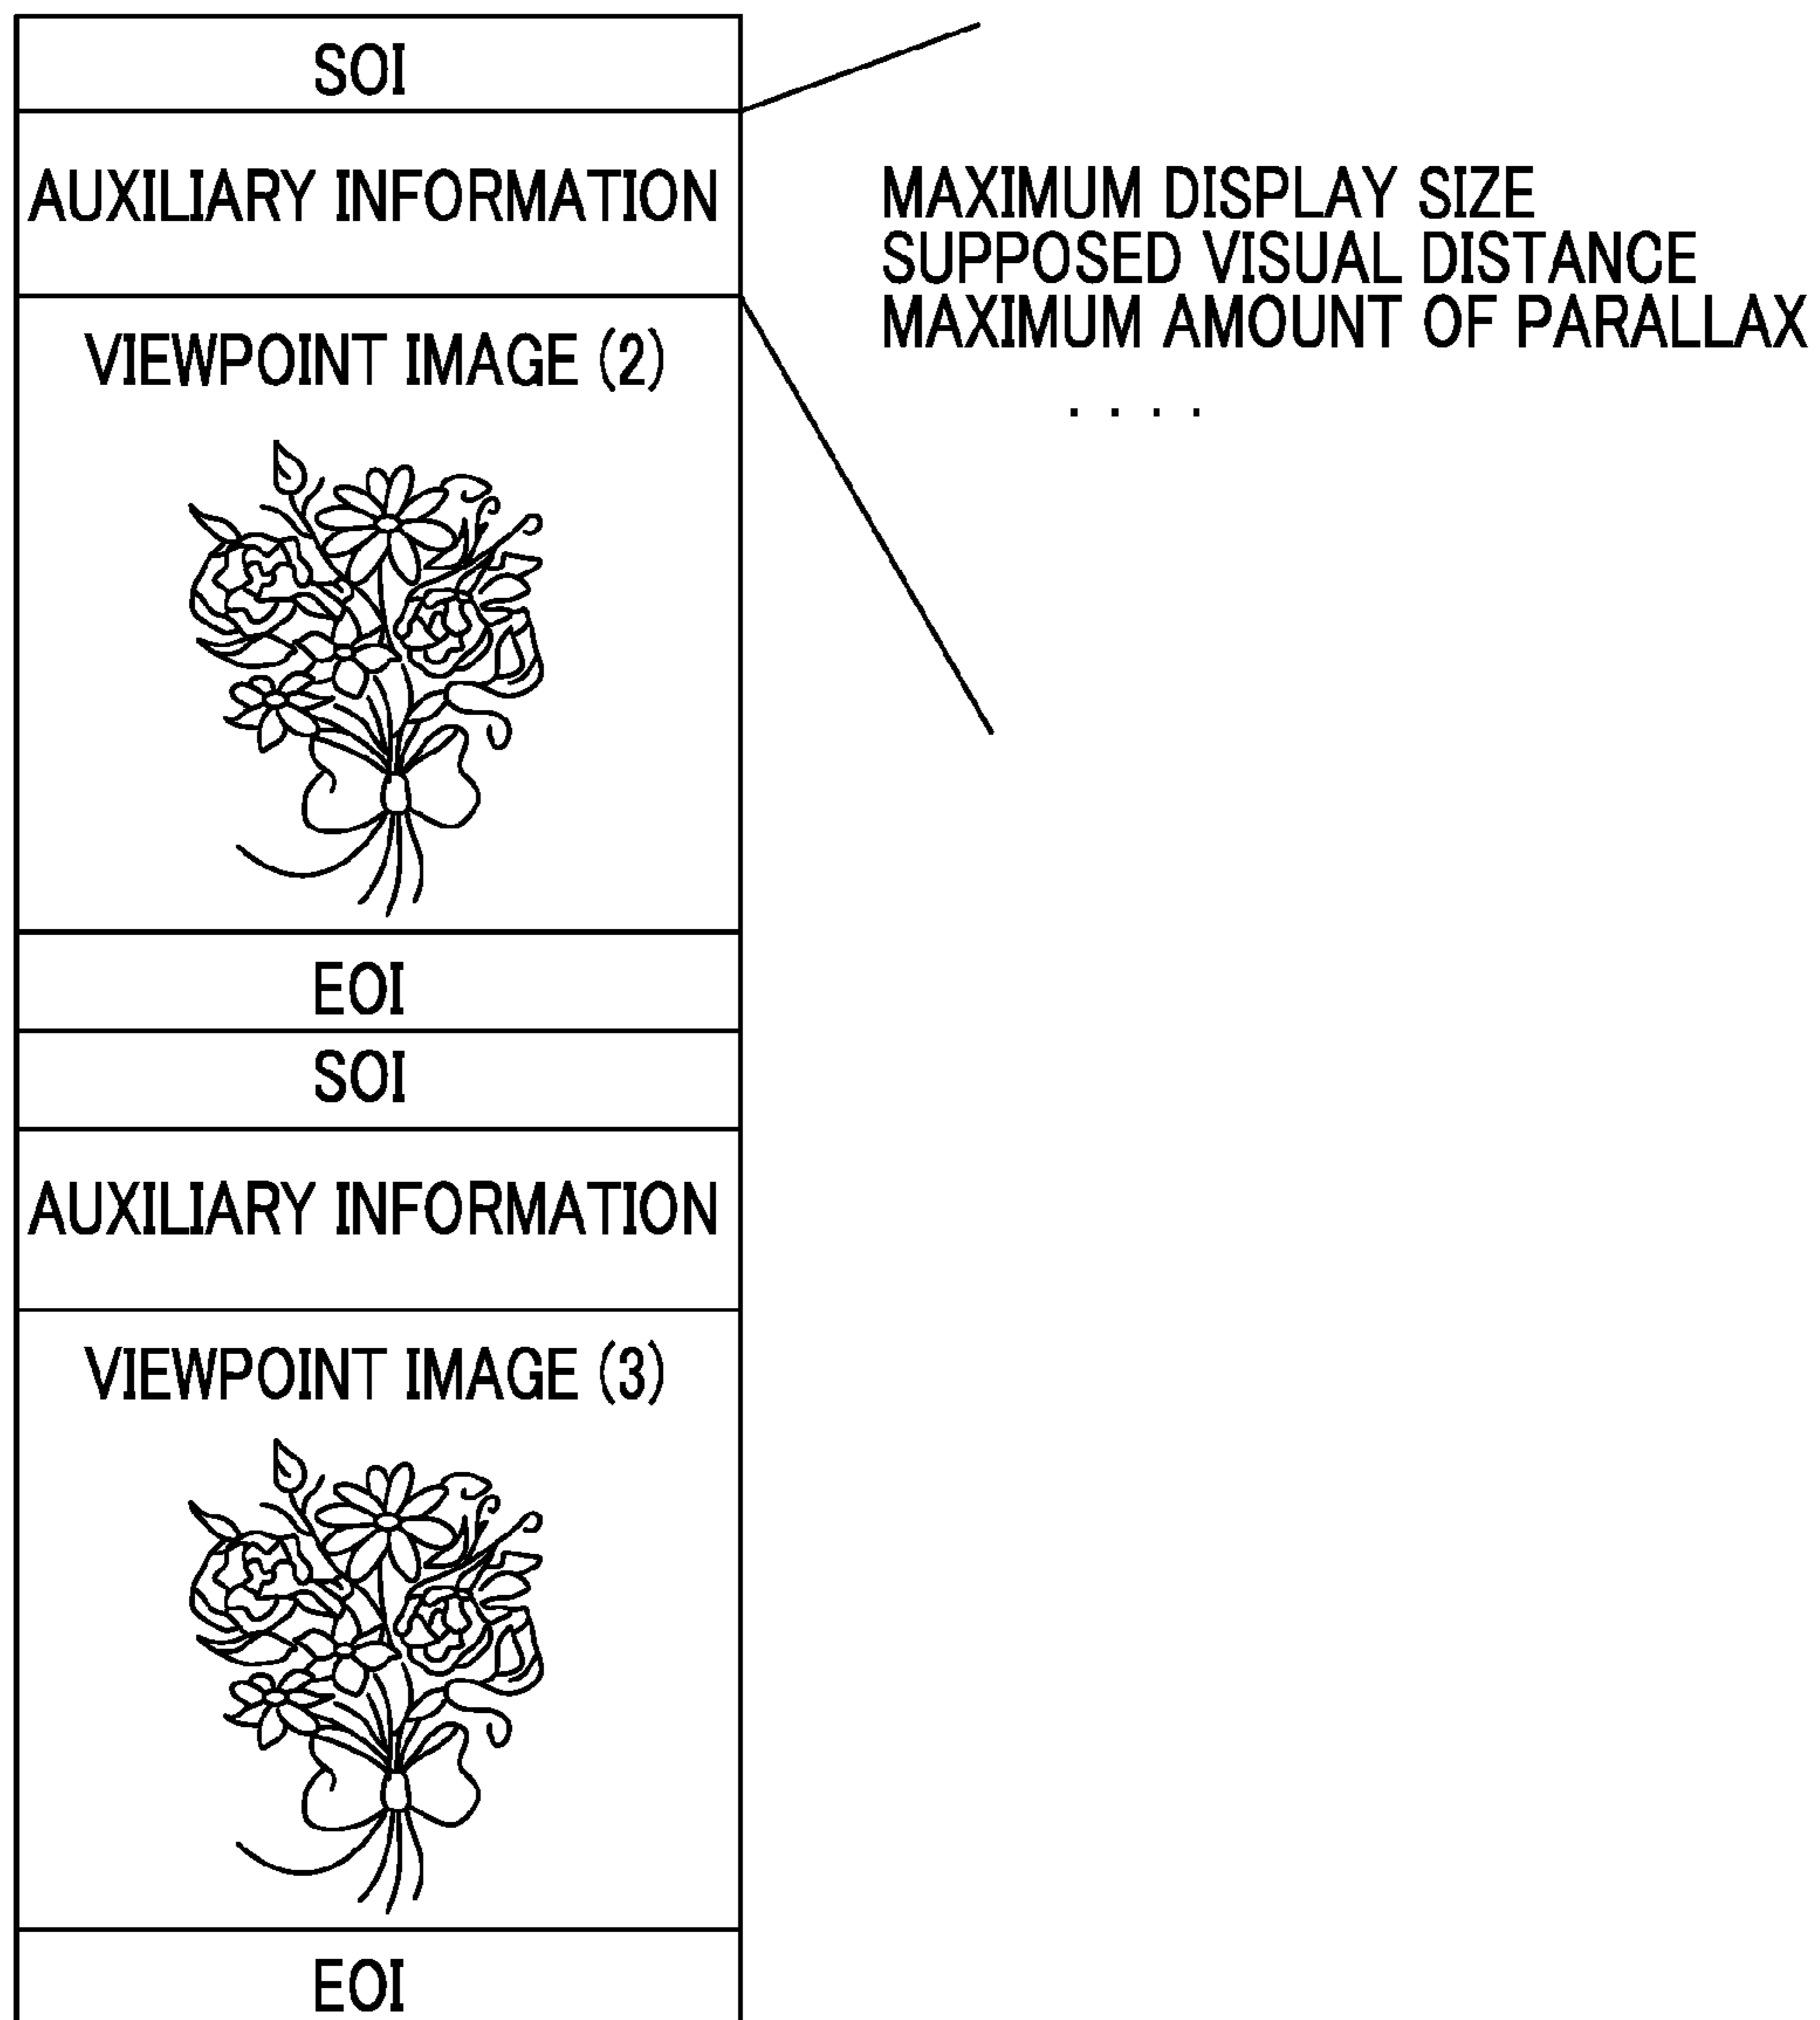 SOI
AUXILIARY INFORMATION
MAXIMUM DISPLAY SIZE
SUPPOSED VISUAL DISTANCE
MAXIMUM AMOUNT OF PARALLAX
. . . .
VIEWPOINT IMAGE (2)
EOI
SOI
AUXILIARY INFORMATION
VIEWPOINT IMAGE (3)
EOI